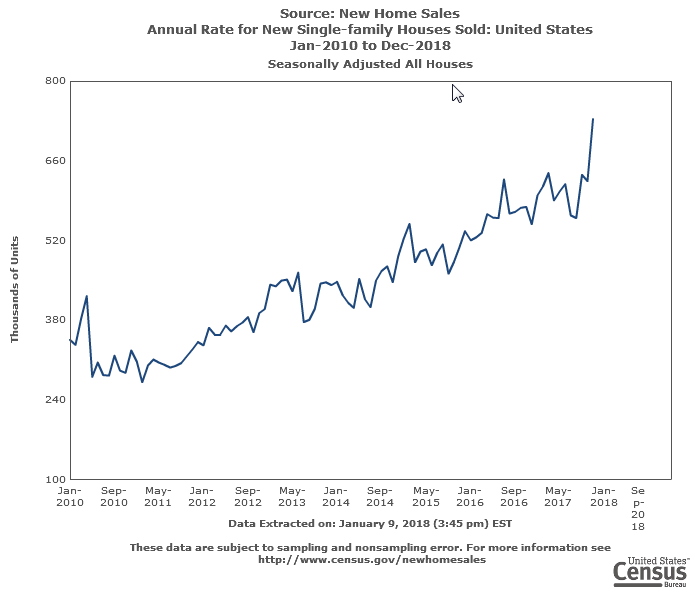 Source: New Home Sales
Annual Rate for New Single-family Houses Sold: United States
Jan-2010 to Dec-2018
Seasonally Adjusted All Houses
800
660
520
380
240
100
Thousands of Units
Jan-2010
Sep-2010
May-2011
Jan-2012
Sep-2012
May-2013
Jan-2014
Sep-2014
May-2015
Jan-2016
Sep-2016
May-2017
Jan-2018
Sep-2018
Data Extracted on: January 9, 2018 (3:45 pm) EST
These data are subject to sampling and nonsampling error. For more information see
http://www.census.gov/newhomesales
United States™
Census
Bureau